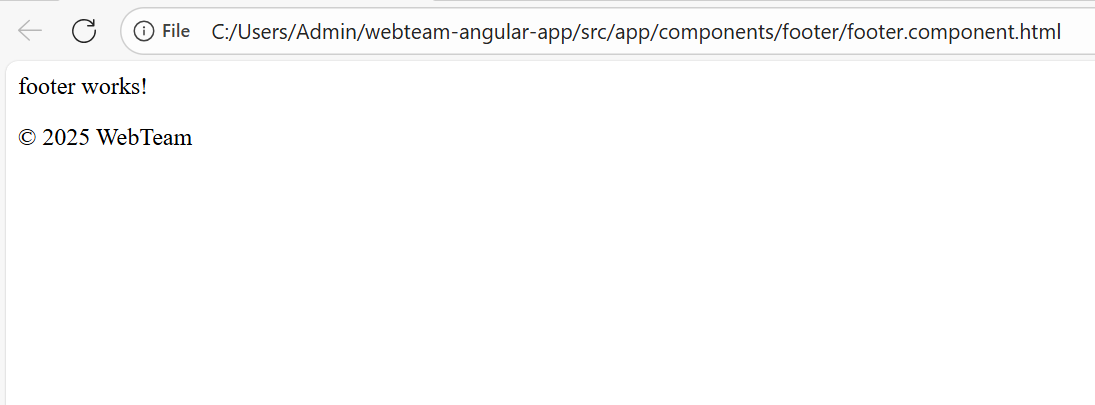 File C:/Users/Admin/webteam-angular-app/src/app/components/footer/footer.component.html
footer works!
© 2025 WebTeam